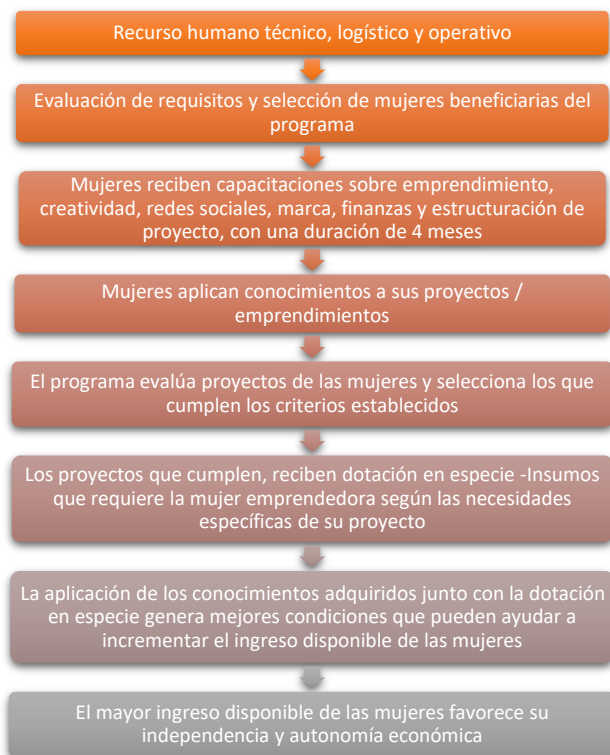 Recurso humano técnico, logístico y operativo
Evaluación de requisitos y selección de mujeres beneficiarias del
programa
Mujeres reciben capacitaciones sobre emprendimiento,
creatividad, redes sociales, marca, finanzas y estructuración de
proyecto, con una duración de 4 meses
Mujeres aplican conocimientos a sus proyectos /
emprendimientos
El programa evalúa proyectos de las mujeres y selecciona los que
cumplen los criterios establecidos
Los proyectos que cumplen, reciben dotación en especie -Insumos
que requiere la mujer emprendedora según las necesidades
específicas de su proyecto
La aplicación de los conocimientos adquiridos junto con la dotación
en especie genera mejores condiciones que pueden ayudar a
incrementar el ingreso disponible de las mujeres
El mayor ingreso disponible de las mujeres favorece su
independencia y autonomía económica